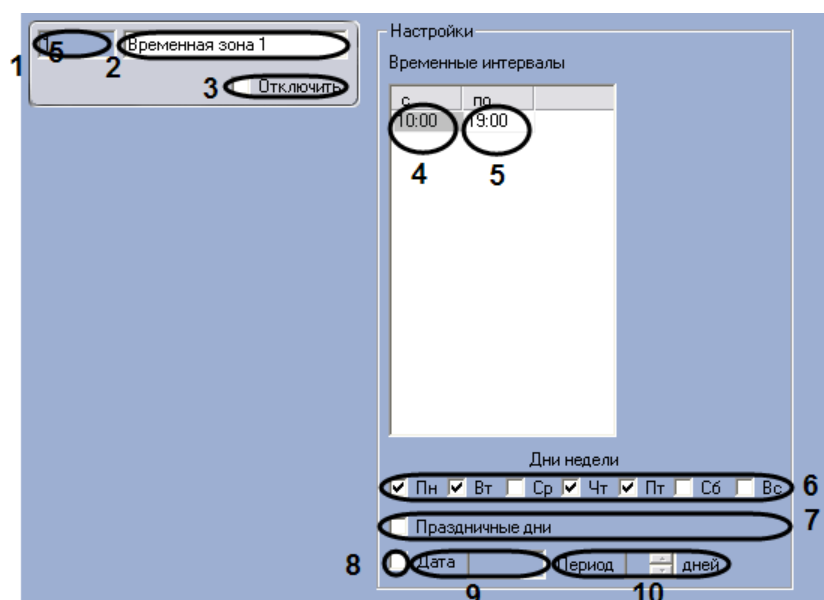 Настройки
1 1 5 2 Временная зона 1
Временные интервалы
3 Отключить
с по
10:00 19:00
4 5
Дни недели
Пн Вт Ср Чт Пт Сб Вс 6
Праздничные дни 7
8 Дата Период дней
9 10